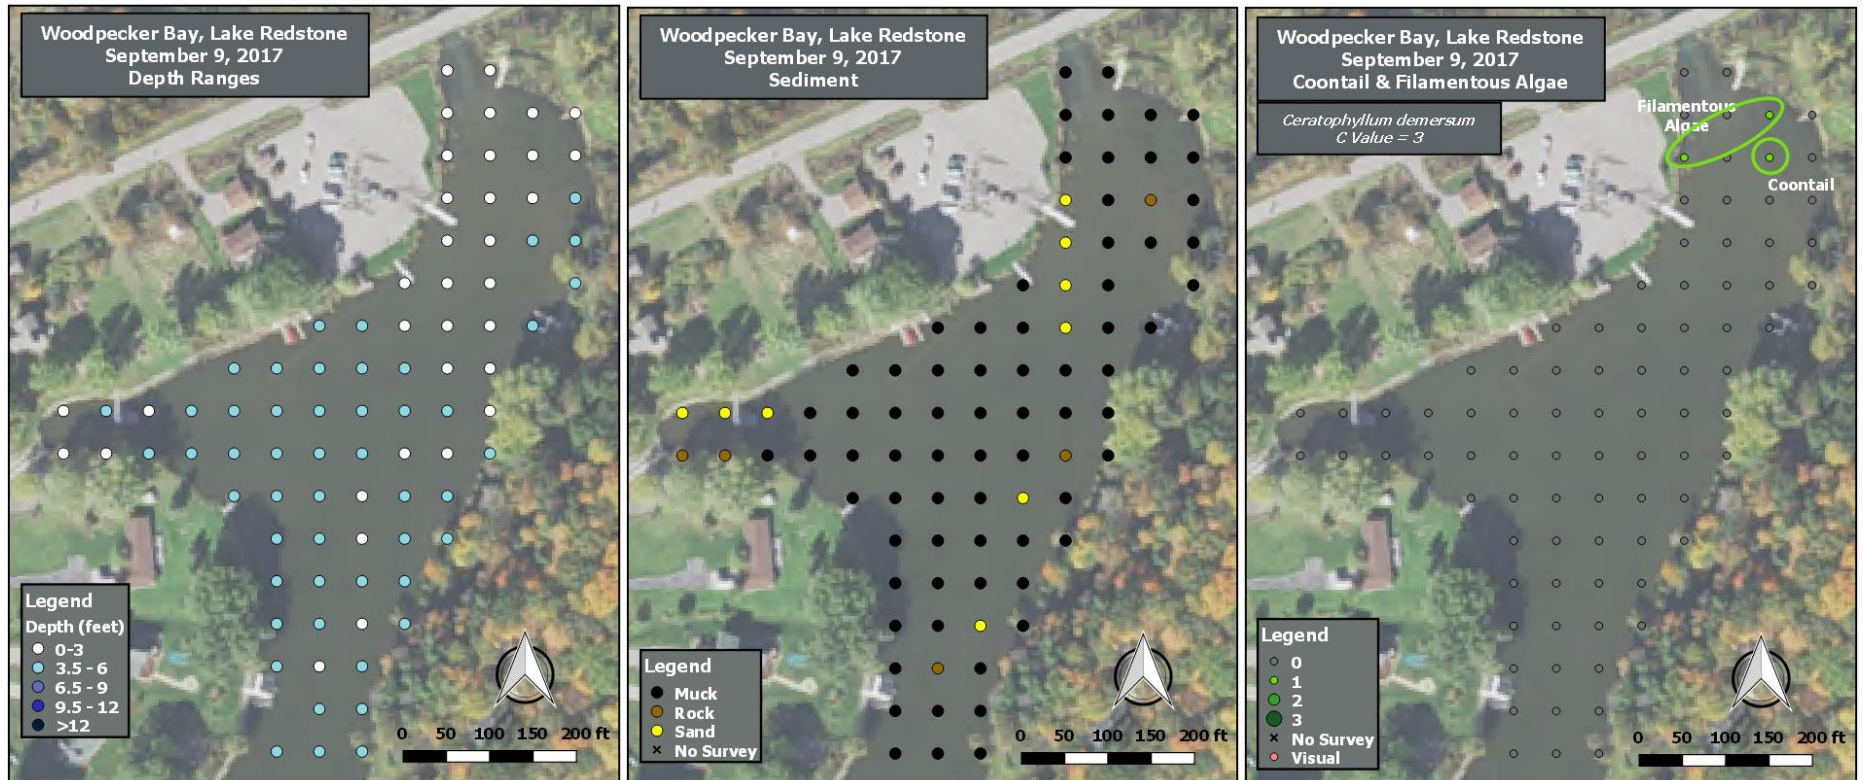 Woodpecker Bay, Lake Redstone
September 9, 2017
Depth Ranges
Legend
Depth (feet)
0-3
3.5 - 6
6.5 - 9
9.5 - 12
>12
0 50 100 150 200 ft
Woodpecker Bay, Lake Redstone
September 9, 2017
Sediment
Legend
Muck
Rock
Sand
No Survey
0 50 100 150 200 ft
Woodpecker Bay, Lake Redstone
September 9, 2017
Coontail & Filamentous Algae
Ceratophyllum demersum
C Value = 3
Filamentous
Algae
Coontail
Legend
0
1
2
3
No Survey
Visual
0 50 100 150 200 ft